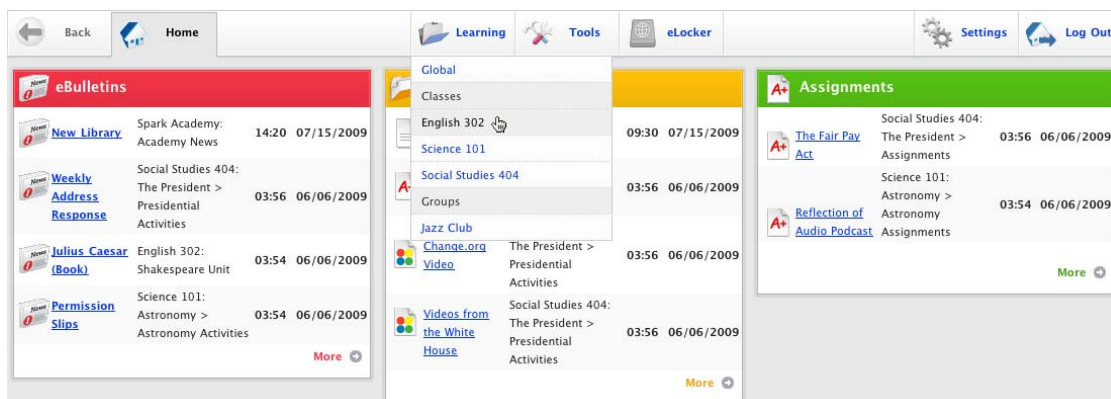 Back
Home
Learning
Tools
eLocker
Settings
Log Out
eBulletins
New Library
Spark Academy:
Academy News
14:20 07/15/2009
Weekly
Address
Response
Social Studies 404:
The President >
Presidential
Activities
03:56 06/06/2009
Julius Caesar
(Book)
English 302:
Shakespeare Unit
03:54 06/06/2009
Permission
Slips
Science 101:
Astronomy >
Astronomy Activities
03:54 06/06/2009
More
Global
Classes
English 302
Science 101
Social Studies 404
Groups
Jazz Club
09:30 07/15/2009
03:56 06/06/2009
Change.org
Video
The President >
Presidential
Activities
03:56 06/06/2009
Videos from
the White
House
Social Studies 404:
The President >
Presidential
Activities
03:56 06/06/2009
More
Assignments
The Fair Pay
Act
Social Studies 404:
The President >
Assignments
03:56 06/06/2009
Reflection of
Audio Podcast
Science 101:
Astronomy >
Astronomy
Assignments
03:54 06/06/2009
More